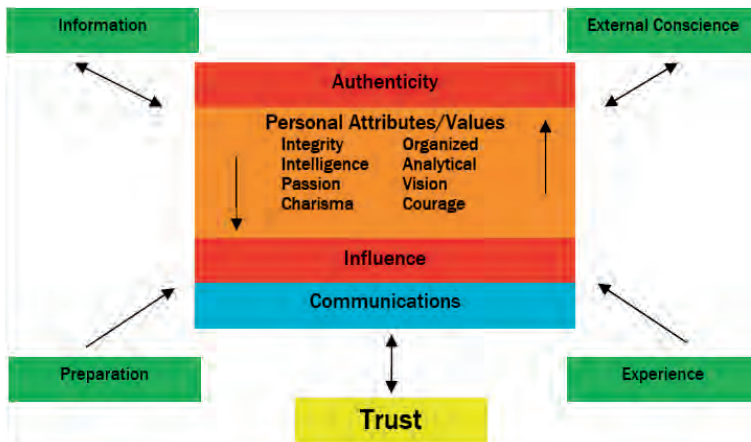 Information
External Conscience
Authenticity
Personal Attributes/Values
Integrity Organized
Intelligence Analytical
Passion Vision
Charisma Courage
Influence
Communications
Preparation
Experience
Trust